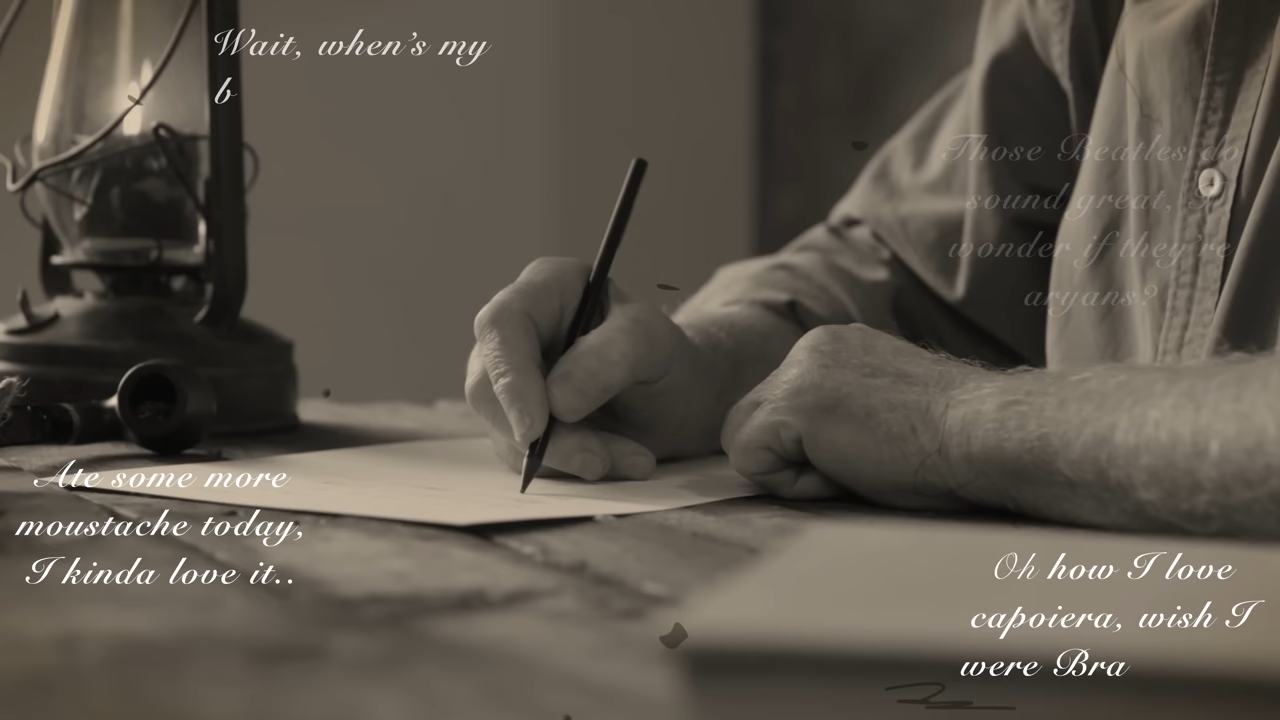 Wait, when's my
b
Those Beatles do
sound great, I
wonder if they're
aryans?
Ate some more
moustache today,
I kinda love it..
Oh how I love
capoiera, wish I
were Bra